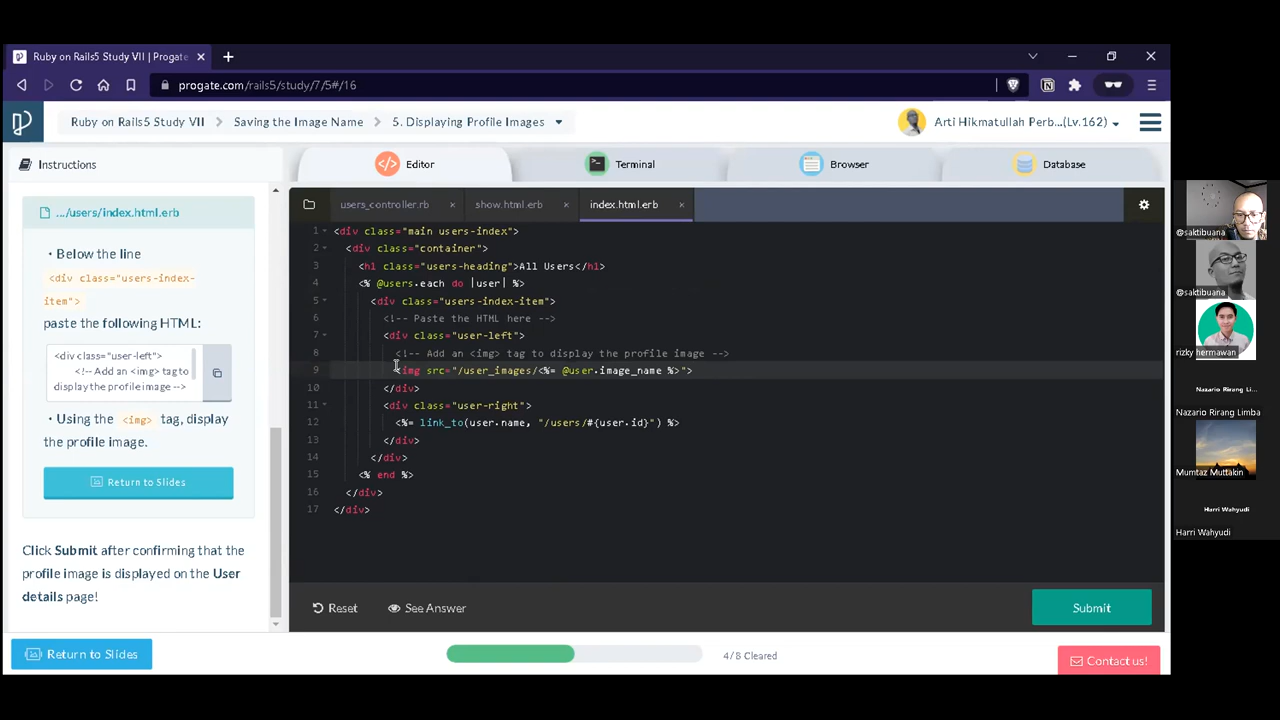 Ruby on Rails5 Study VII | Progate
progate.com/rails5/study/7/5#/16
Ruby on Rails5 Study VII > Saving the Image Name > 5. Displaying Profile Images
Arti Hikmatullah Perb...(Lv.162)
Instructions
Editor
Terminal
Browser
Database
.../users/index.html.erb
• Below the line
<div class="users-index-
item">
paste the following HTML:
<div class="user-left">
<!-- Add an <img> tag to
display the profile image -->
• Using the <img> tag, display
the profile image.
Return to Slides
Click Submit after confirming that the
profile image is displayed on the User
details page!
users_controller.rb
show.html.erb
index.html.erb
1 <div class="main users-index">
2 <div class="container">
3 <h1 class="users-heading">All Users</h1>
4 <% @users.each do |user| %>
5 <div class="users-index-item">
6 <!-- Paste the HTML here -->
7 <div class="user-left">
8 <!-- Add an <img> tag to display the profile image -->
9 <img src="/user_images/<%= @user.image_name %>">
10 </div>
11 <div class="user-right">
12 <%= link_to(user.name, "/users/#{user.id}") %>
13 </div>
14 </div>
15 <% end %>
16 </div>
17 </div>
Reset
See Answer
Submit
Return to Slides
4/8 Cleared
Contact us!
@saktibuana
@saktibuana
rizky hermawan
Nazario Rirang Limba
Nazario Rirang Limba
Mumtaz Muttakin
Harri Wahyudi
Harri Wahyudi